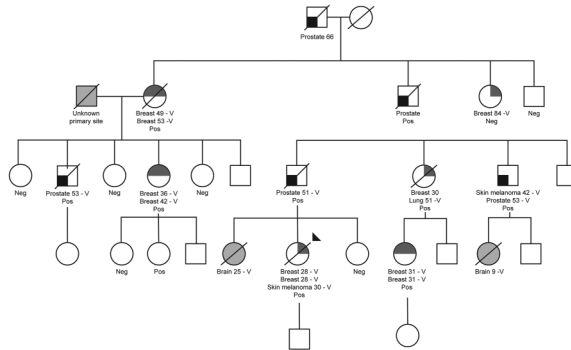 Prostate 66
Unknown
primary site
Breast 49 - V
Breast 53 -V
Pos
Prostate
Pos
Breast 84 -V
Neg
Neg
Neg
Prostate 53 - V
Pos
Neg
Breast 36 - V
Breast 42 - V
Pos
Neg
Prostate 51 - V
Pos
Breast 30
Lung 51 -V
Pos
Skin melanoma 42 - V
Prostate 53 - V
Pos
Neg
Pos
Brain 25 - V
Breast 28 - V
Breast 28 - V
Skin melanoma 30 - V
Pos
Neg
Breast 31 - V
Breast 31 - V
Pos
Brain 9 -V